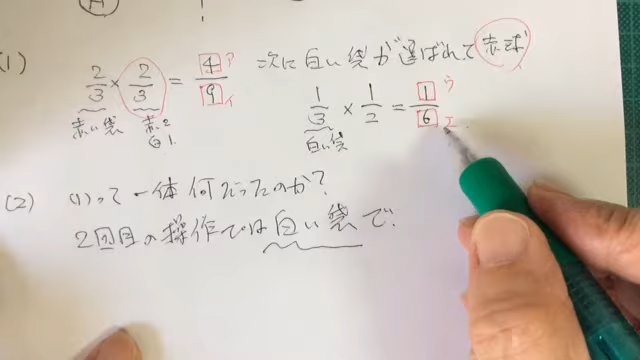 (1)
2/3 × 2/3 = 4/9 ア イ
赤い袋 赤2 白1.
次に白い袋が選ばれて赤球
1/3 × 1/2 = 1/6 ウ エ
白い袋
(2) (1)って一体何だったのか?
2回目の操作では白い袋で.